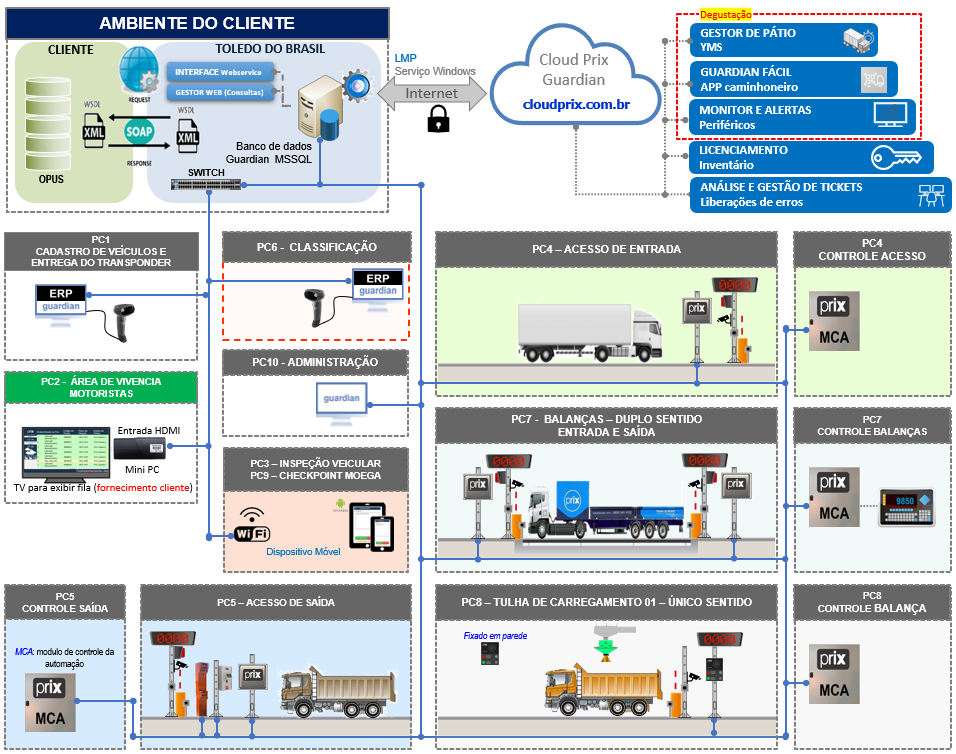 AMBIENTE DO CLIENTE
CLIENTE
OPUS
WSDL
XML
REQUEST
SOAP
RESPONSE
WSDL
XML
TOLEDO DO BRASIL
INTERFACE Webservice
GESTOR WEB (Consultas)
Banco de dados
Guardian MSSQL
SWITCH
LMP
Serviço Windows
Internet
Cloud Prix
Guardian
cloudprix.com.br
Degustação
GESTOR DE PÁTIO
YMS
GUARDIAN FÁCIL
APP caminhoneiro
MONITOR E ALERTAS
Periféricos
LICENCIAMENTO
Inventário
ANÁLISE E GESTÃO DE TICKETS
Liberações de erros
PC1
CADASTRO DE VEÍCULOS E
ENTREGA DO TRANSPONDER
ERP
guardian
PC6 - CLASSIFICAÇÃO
ERP
guardian
PC4 – ACESSO DE ENTRADA
prix
PC4
CONTROLE ACESSO
prix
MCA
PC2 - ÁREA DE VIVENCIA
MOTORISTAS
Entrada HDMI
Mini PC
TV para exibir fila (fornecimento cliente)
PC10 - ADMINISTRAÇÃO
guardian
PC3 – INSPEÇÃO VEICULAR
PC9 – CHECKPOINT MOEGA
WiFi
Dispositivo Móvel
PC7 - BALANÇAS – DUPLO SENTIDO
ENTRADA E SAÍDA
prix
prix
prix
PC7
CONTROLE BALANÇAS
prix
MCA
9850
PC5
CONTROLE SAÍDA
MCA: modulo de controle da
automação
prix
MCA
PC5 – ACESSO DE SAÍDA
prix
PC8 – TULHA DE CARREGAMENTO 01 – ÚNICO SENTIDO
Fixado em parede
PC8
CONTROLE BALANÇA
prix
MCA